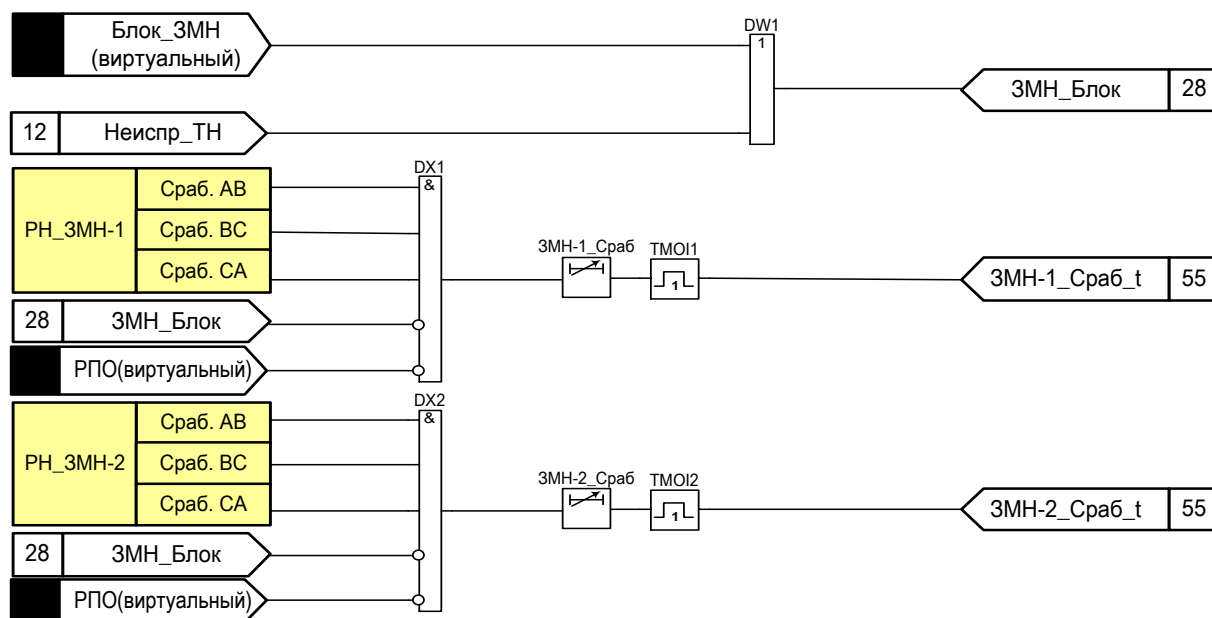 Блок_ЗМН
(виртуальный)
DW1
1
ЗМН_Блок 28
12 Неиспр_ТН
DX1
&
РН_ЗМН-1
Сраб. АВ
Сраб. ВС
Сраб. СА
ЗМН-1_Сраб
TMOI1
1
ЗМН-1_Сраб_t 55
28 ЗМН_Блок
РПО(виртуальный)
DX2
&
РН_ЗМН-2
Сраб. АВ
Сраб. ВС
Сраб. СА
ЗМН-2_Сраб
TMOI2
1
ЗМН-2_Сраб_t 55
28 ЗМН_Блок
РПО(виртуальный)